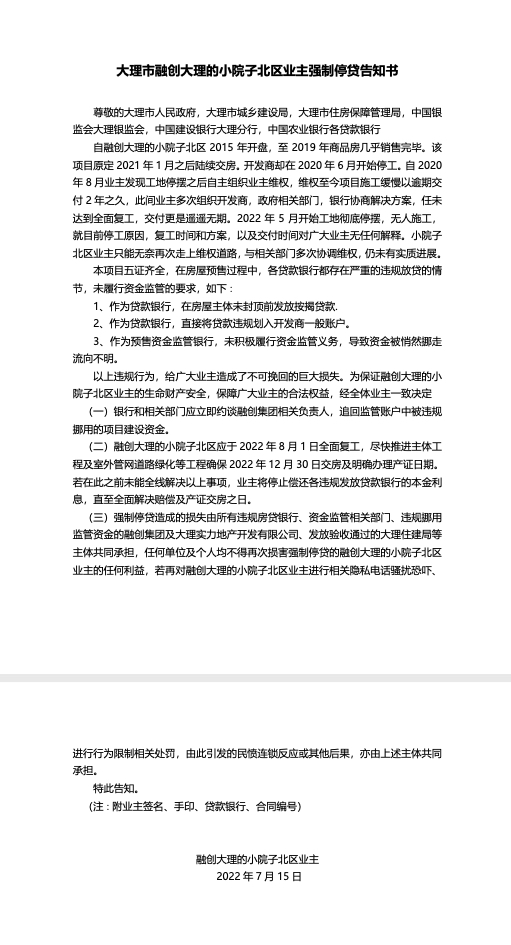 大理市融创大理的小院子北区业主强制停贷告知书
尊敬的大理市人民政府，大理市城乡建设局，大理市住房保障管理局，中国银
监会大理银监会，中国建设银行大理分行，中国农业银行各贷款银行
自融创大理的小院子北区 2015 年开盘，至 2019 年商品房几乎销售完毕。该
项目原定 2021 年 1 月之后陆续交房。开发商却在 2020 年 6 月开始停工。自 2020
年 8 月业主发现工地停摆之后自主组织业主维权，维权至今项目施工缓慢以逾期交
付 2 年之久，此间业主多次组织开发商，政府相关部门，银行协商解决方案，任未
达到全面复工，交付更是遥遥无期。2022 年 5 月开始工地彻底停摆，无人施工，
就目前停工原因，复工时间和方案，以及交付时间对广大业主无任何解释。小院子
北区业主只能无奈再次走上维权道路，与相关部门多次协调维权，仍未有实质进展。
本项目五证齐全，在房屋预售过程中，各贷款银行都存在严重的违规放贷的情
节，未履行资金监管的要求，如下：
1、作为贷款银行，在房屋主体未封顶前发放按揭贷款.
2、作为贷款银行，直接将贷款违规划入开发商一般账户。
3、作为预售资金监管银行，未积极履行资金监管义务，导致资金被悄然挪走
流向不明。
以上违规行为，给广大业主造成了不可挽回的巨大损失。为保证融创大理的小
院子北区业主的生命财产安全，保障广大业主的合法权益，经全体业主一致决定
（一）银行和相关部门应立即约谈融创集团相关负责人，追回监管账户中被违规
挪用的项目建设资金。
（二）融创大理的小院子北区应于 2022 年 8 月 1 日全面复工，尽快推进主体工
程及室外管网道路绿化等工程确保 2022 年 12 月 30 日交房及明确办理产证日期。
若在此之前未能全线解决以上事项，业主将停止偿还各违规发放贷款银行的本金利
息，直至全面解决赔偿及产证交房之日。
（三）强制停贷造成的损失由所有违规房贷银行、资金监管相关部门、违规挪用
监管资金的融创集团及大理实力地产开发有限公司、发放验收通过的大理住建局等
主体共同承担，任何单位及个人均不得再次损害强制停贷的融创大理的小院子北区
业主的任何利益，若再对融创大理的小院子北区业主进行相关隐私电话骚扰恐吓、
进行行为限制相关处罚，由此引发的民愤连锁反应或其他后果，亦由上述主体共同
承担。
特此告知。
（注：附业主签名、手印、贷款银行、合同编号）
融创大理的小院子北区业主
2022 年 7 月 15 日